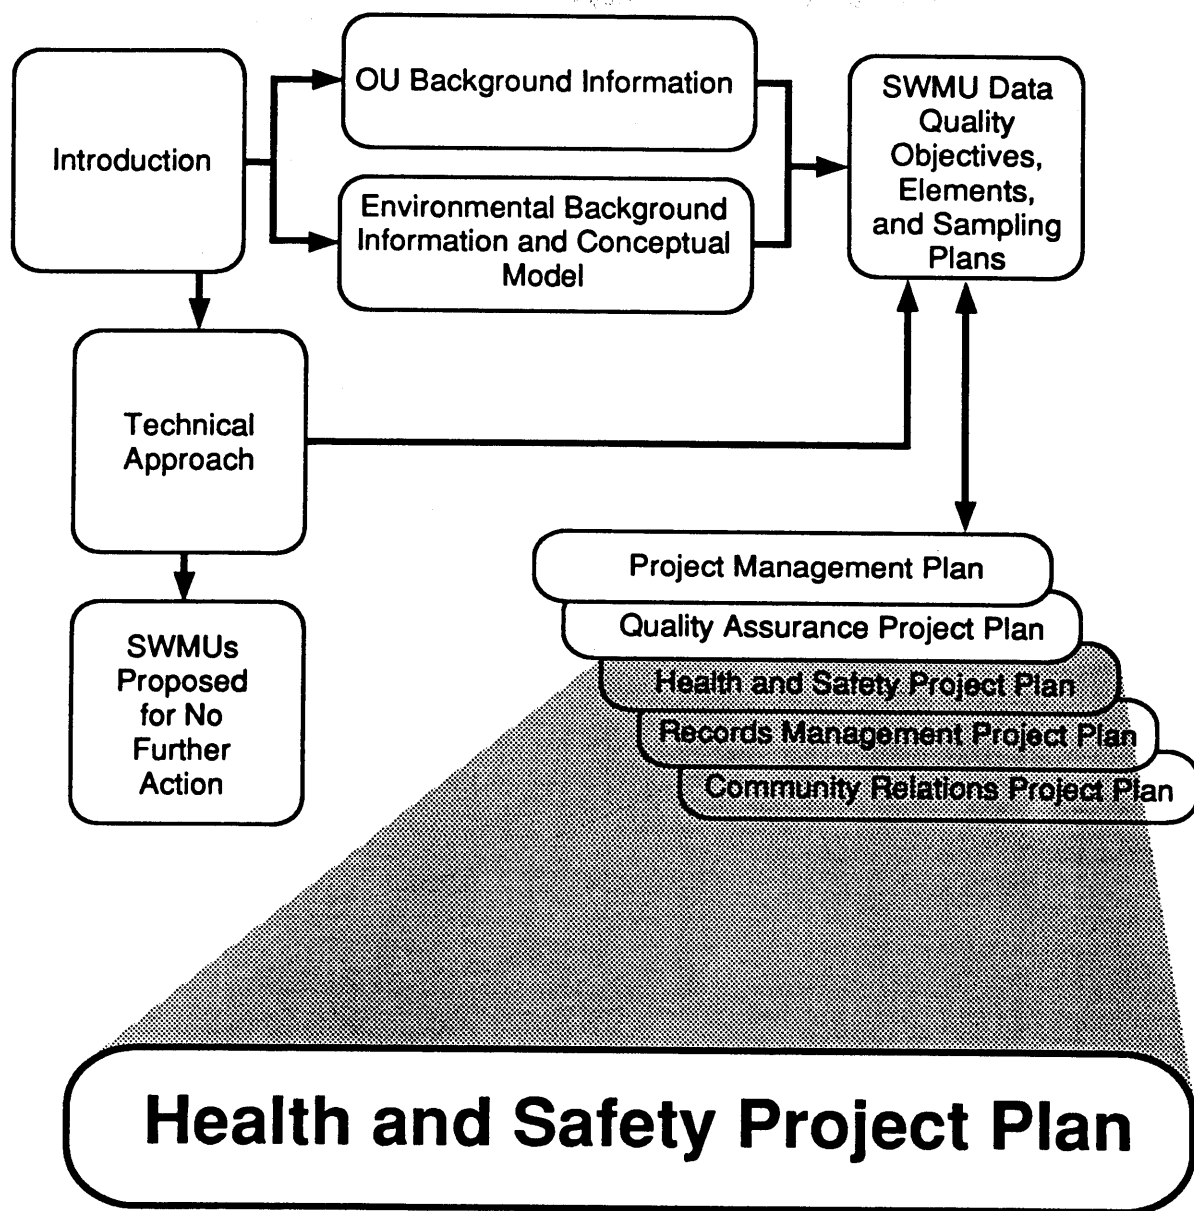 Introduction
OU Background Information
Environmental Background
Information and Conceptual
Model
SWMU Data
Quality
Objectives,
Elements,
and Sampling
Plans
Technical
Approach
SWMUs
Proposed
for No
Further
Action
Project Management Plan
Quality Assurance Project Plan
Health and Safety Project Plan
Records Management Project Plan
Community Relations Project Plan
Health and Safety Project Plan